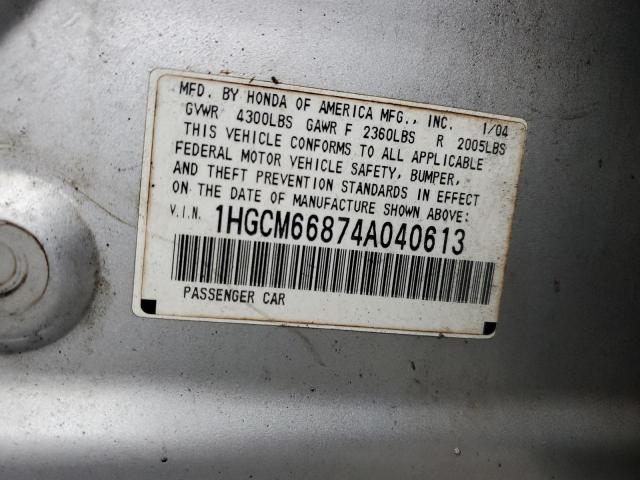 MFD. BY HONDA OF AMERICA MFG., INC. 1/04
GVWR 4300LBS GAWR F 2360LBS R 2005LBS
THIS VEHICLE CONFORMS TO ALL APPLICABLE
FEDERAL MOTOR VEHICLE SAFETY, BUMPER,
AND THEFT PREVENTION STANDARDS IN EFFECT
ON THE DATE OF MANUFACTURE SHOWN ABOVE:
V.I.N. 1HGCM66874A040613
PASSENGER CAR